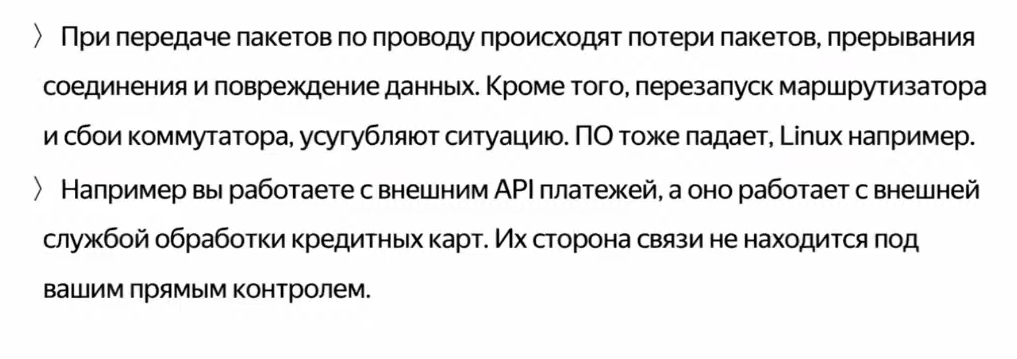 〉 При передаче пакетов по проводу происходят потери пакетов, прерывания
соединения и повреждение данных. Кроме того, перезапуск маршрутизатора
и сбои коммутатора, усугубляют ситуацию. ПО тоже падает, Linux например.
〉 Например вы работаете с внешним API платежей, а оно работает с внешней
службой обработки кредитных карт. Их сторона связи не находится под
вашим прямым контролем.